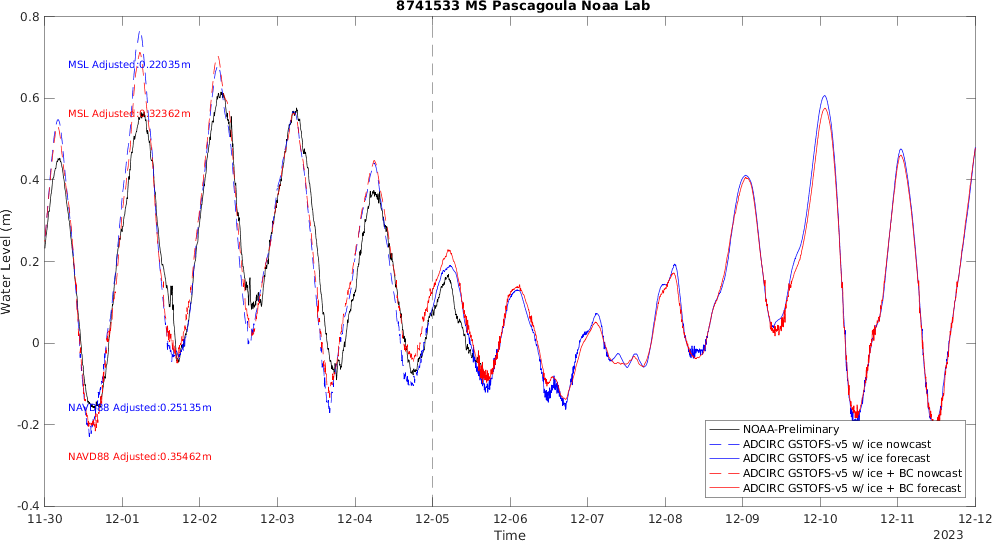 8741533 MS Pascagoula Noaa Lab
0.8
0.6
0.4
0.2
0
-0.2
-0.4
Water Level (m)
MSL Adjusted:0.22035m
MSL Adjusted:0.32362m
NAVD88 Adjusted:0.25135m
NAVD88 Adjusted:0.35462m
NOAA-Preliminary
ADCIRC GSTOFS-v5 w/ ice nowcast
ADCIRC GSTOFS-v5 w/ ice forecast
ADCIRC GSTOFS-v5 w/ ice + BC nowcast
ADCIRC GSTOFS-v5 w/ ice + BC forecast
11-30 12-01 12-02 12-03 12-04 12-05 12-06 12-07 12-08 12-09 12-10 12-11 12-12
Time
2023